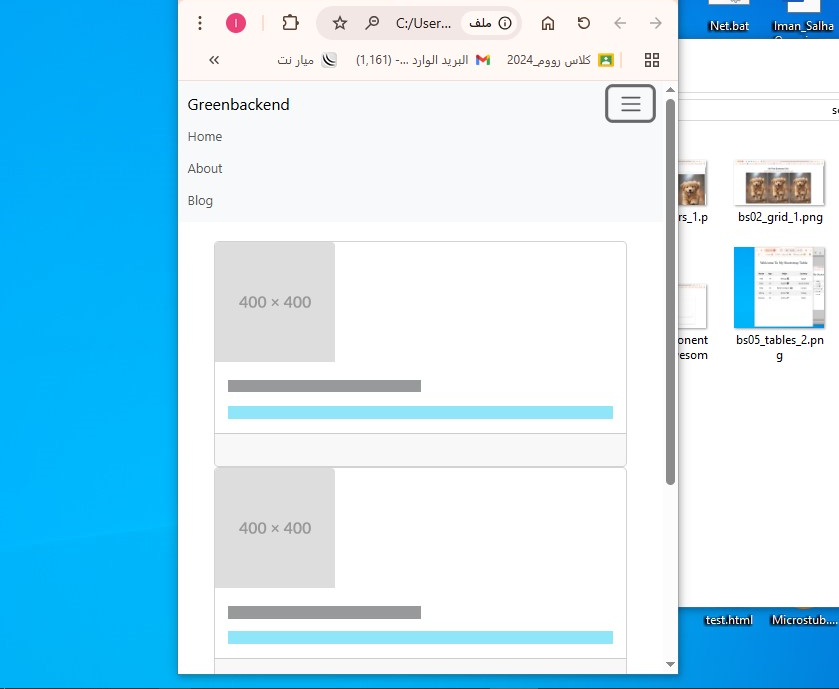 C:/User...
ملف
كلاس رووم_2024
البريد الوارد -... (1,161)
ميار نت
Greenbackend
Home
About
Blog
400 × 400
400 × 400
Net.bat
Iman_Salha
rs_1.p
bs02_grid_1.png
onent
esom
bs05_tables_2.pn
g
test.html
Microstub....